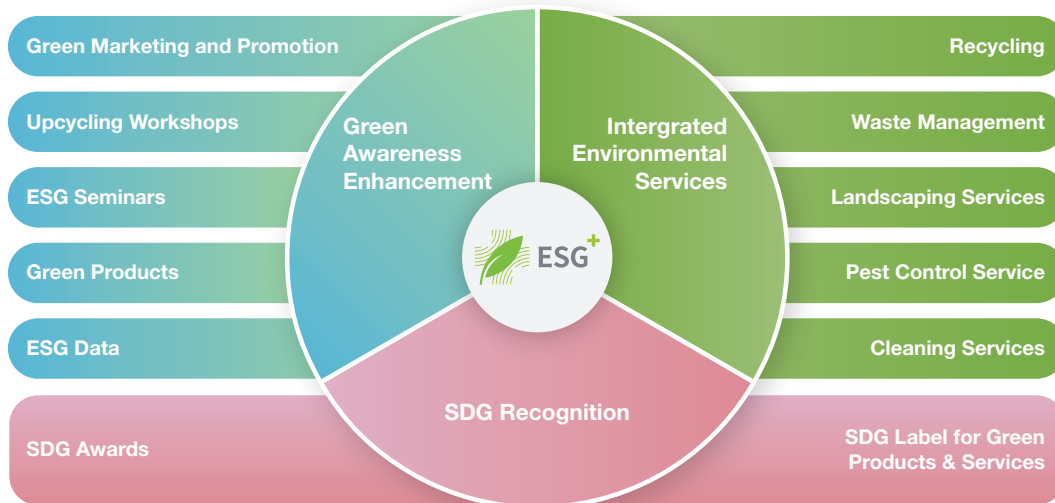 Green Marketing and Promotion
Upcycling Workshops
ESG Seminars
Green Products
ESG Data
SDG Awards
Green
Awareness
Enhancement
Intergrated
Environmental
Services
ESG+
SDG Recognition
Recycling
Waste Management
Landscaping Services
Pest Control Service
Cleaning Services
SDG Label for Green
Products & Services